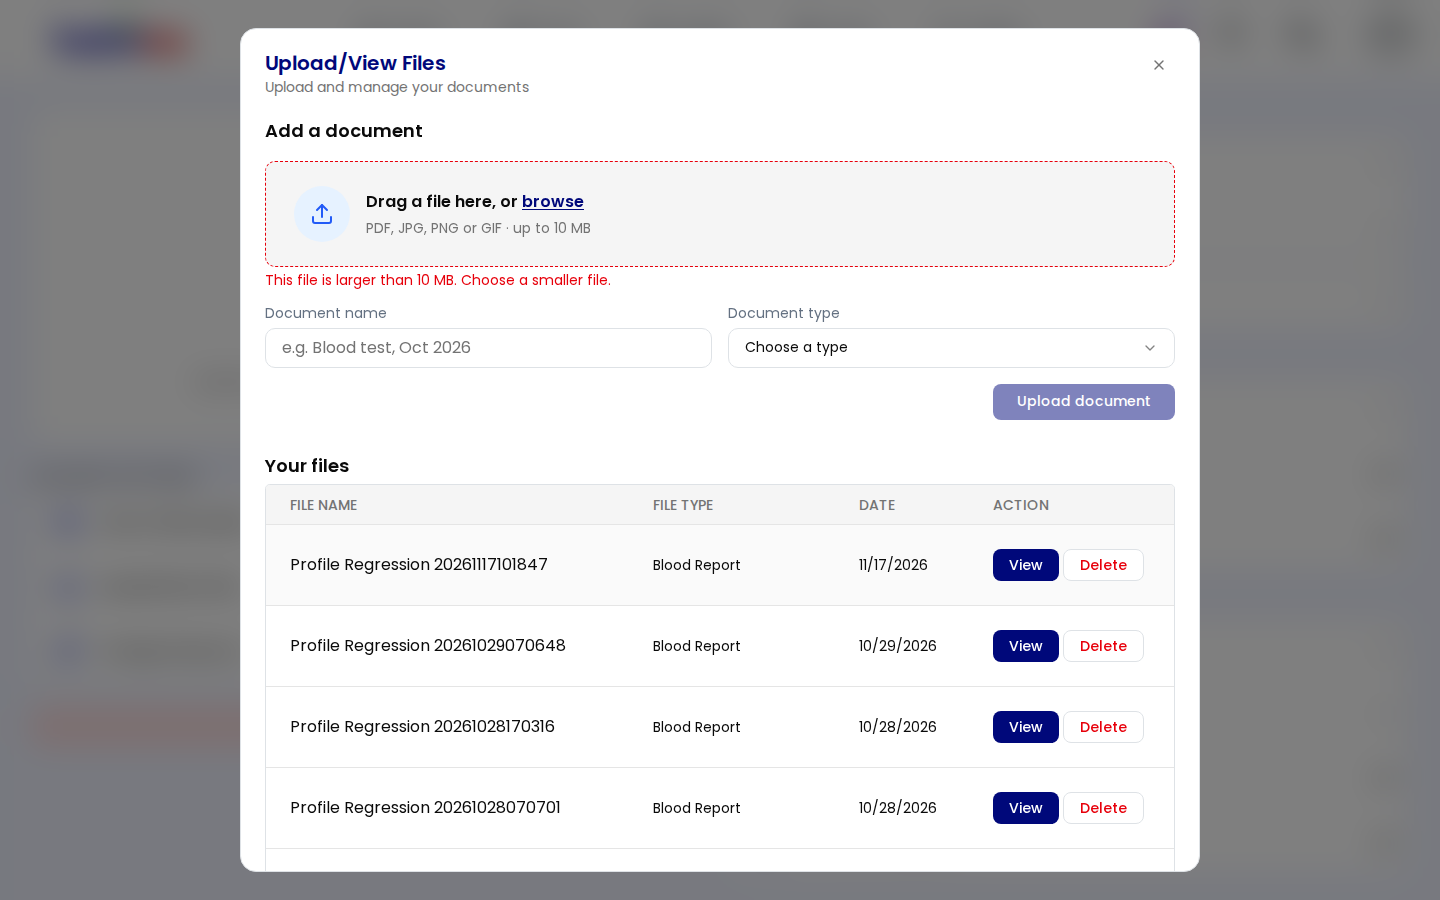 Upload/View Files
Upload and manage your documents
Add a document
Drag a file here, or browse
PDF, JPG, PNG or GIF · up to 10 MB
This file is larger than 10 MB. Choose a smaller file.
Document name Document type
e.g. Blood test, Oct 2026 Choose a type
Upload document
Your files
FILE NAME FILE TYPE DATE ACTION
Profile Regression 20261117101847 Blood Report 11/17/2026 View Delete
Profile Regression 20261029070648 Blood Report 10/29/2026 View Delete
Profile Regression 20261028170316 Blood Report 10/28/2026 View Delete
Profile Regression 20261028070701 Blood Report 10/28/2026 View Delete